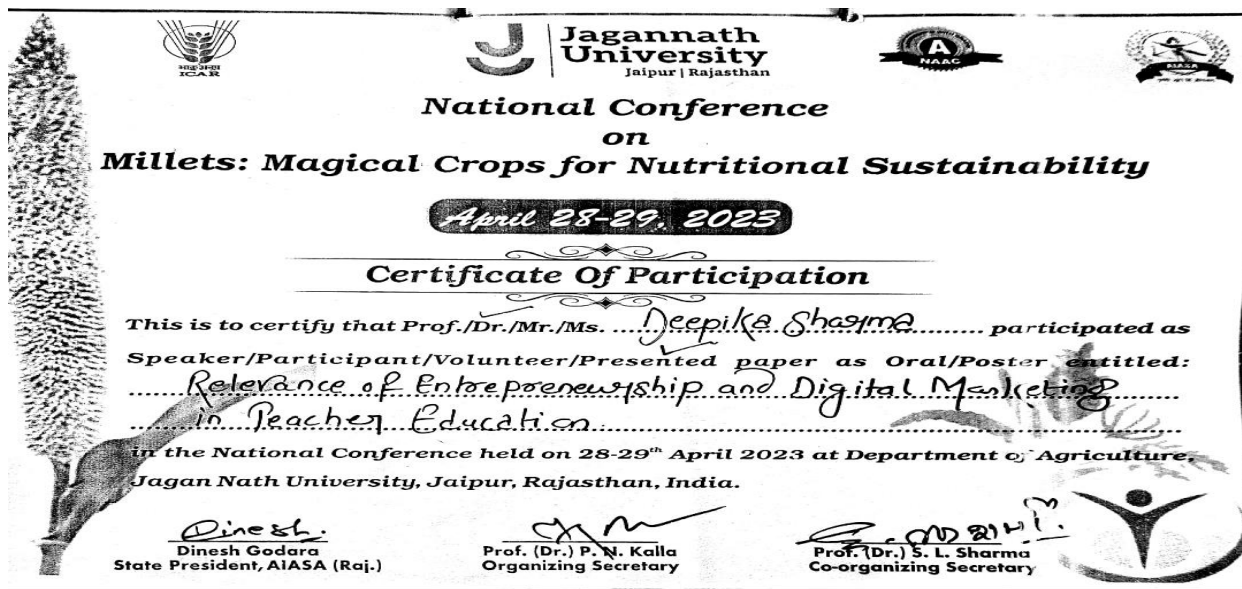 ICAR
Jagannath
University
Jaipur | Rajasthan
A
NAAC
AIASA
National Conference
on
Millets: Magical Crops for Nutritional Sustainability
April 28-29, 2023
Certificate Of Participation
This is to certify that Prof./Dr./Mr./Ms. ....Deepika Sharma.......... participated as
Speaker/Participant/Volunteer/Presented paper as Oral/Poster entitled:
Relevance of Entrepreneurship and Digital Marketing
in Teacher Education
in the National Conference held on 28-29th April 2023 at Department of Agriculture,
Jagan Nath University, Jaipur, Rajasthan, India.
Dinesh.
Dinesh Godara
State President, AIASA (Raj.)
Prof. (Dr.) P. N. Kalla
Organizing Secretary
Prof. (Dr.) S. L. Sharma
Co-organizing Secretary